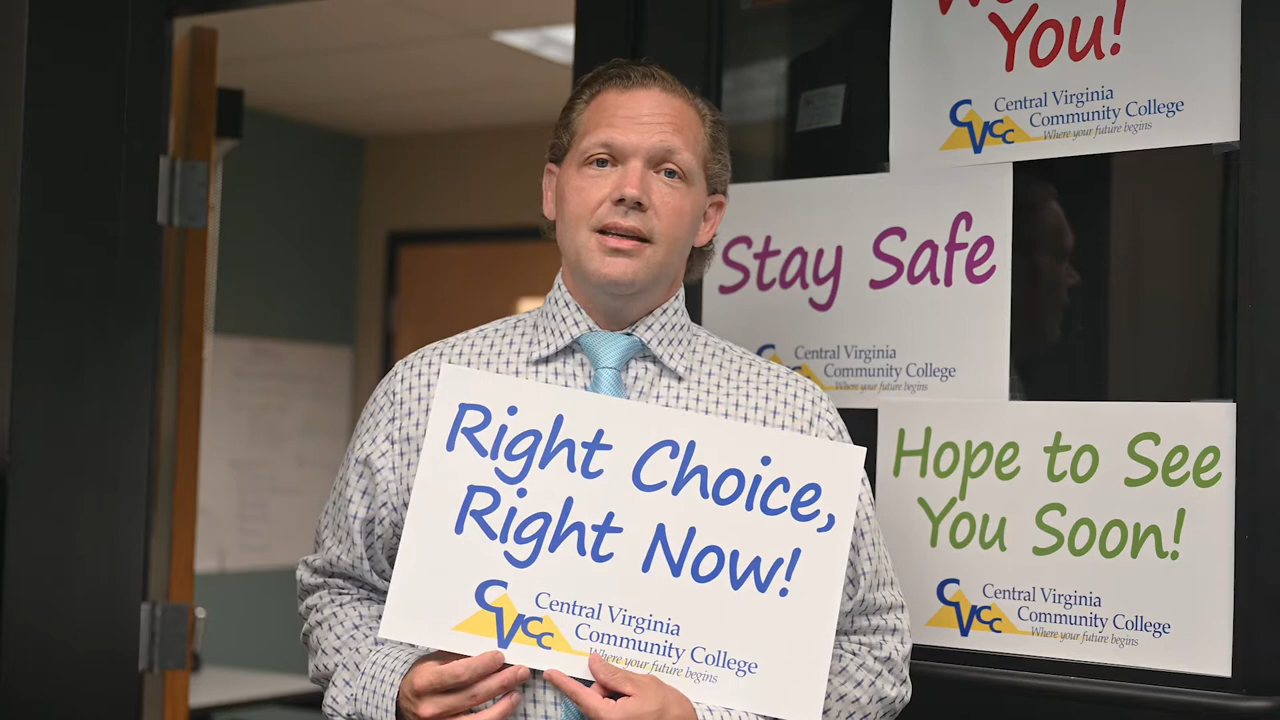 You!
CVCC
Central Virginia
Community College
Where your future begins
Stay Safe
Central Virginia
Community College
Where your future begins
Right Choice,
Right Now!
CVCC
Central Virginia
Community College
Where your future begins
Hope to See
You Soon!
CVCC
Central Virginia
Community College
Where your future begins